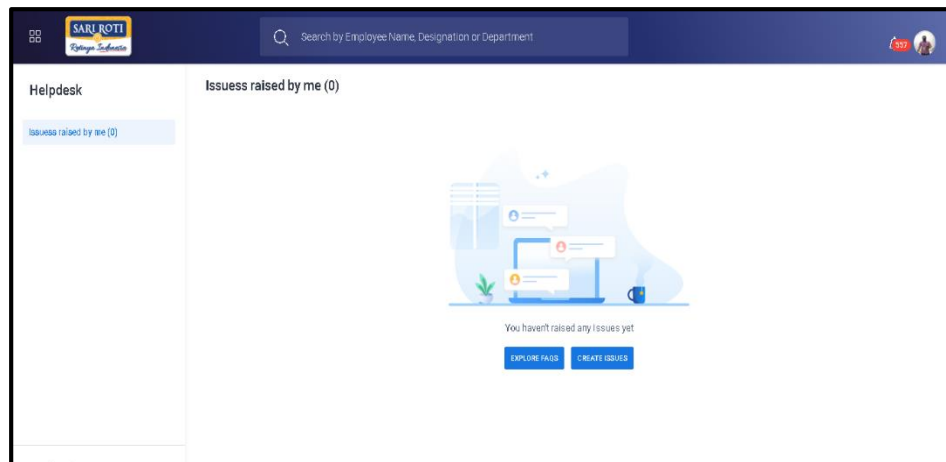 SARI ROTI
Rotinya Indonesia
Search by Employee Name, Designation or Department
557
Helpdesk
Issuess raised by me (0)
Issuess raised by me (0)
You haven't raised any Issues yet
EXPLORE FAQS
CREATE ISSUES